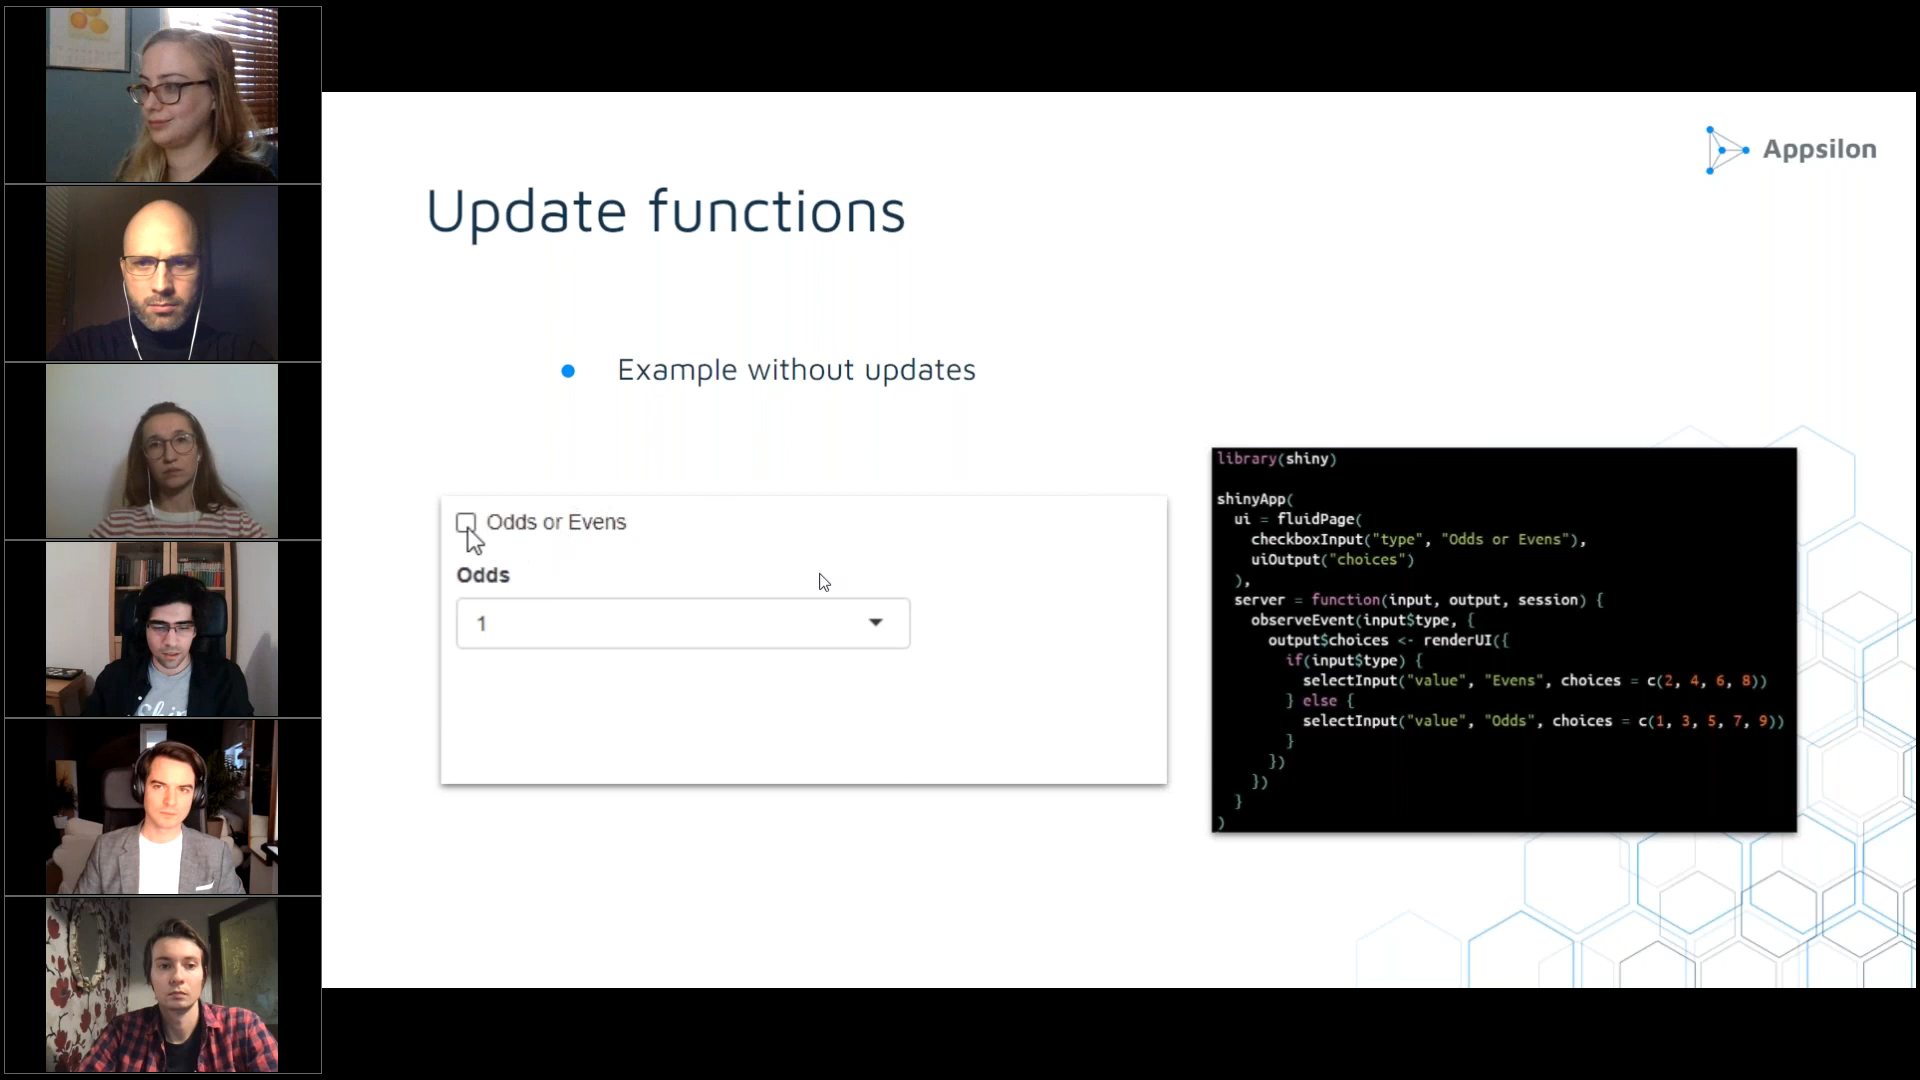 Appsilon
Update functions
Example without updates
Odds or Evens
Odds
1
library(shiny)
shinyApp(
ui = fluidPage(
checkboxInput("type", "Odds or Evens"),
uiOutput("choices")
),
server = function(input, output, session) {
observeEvent(input$type, {
output$choices <- renderUI({
if(input$type) {
selectInput("value", "Evens", choices = c(2, 4, 6, 8))
} else {
selectInput("value", "Odds", choices = c(1, 3, 5, 7, 9))
}
})
})
}
)